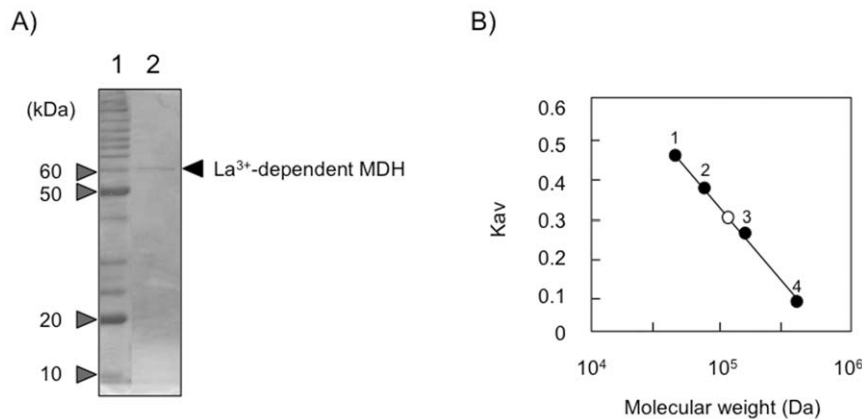 A)
1 2
(kDa)
60
50
20
10
La³⁺-dependent MDH
B)
0.6
0.5
0.4
0.3
0.2
0.1
0
Kav
1
2
3
4
10⁴ 10⁵ 10⁶
Molecular weight (Da)